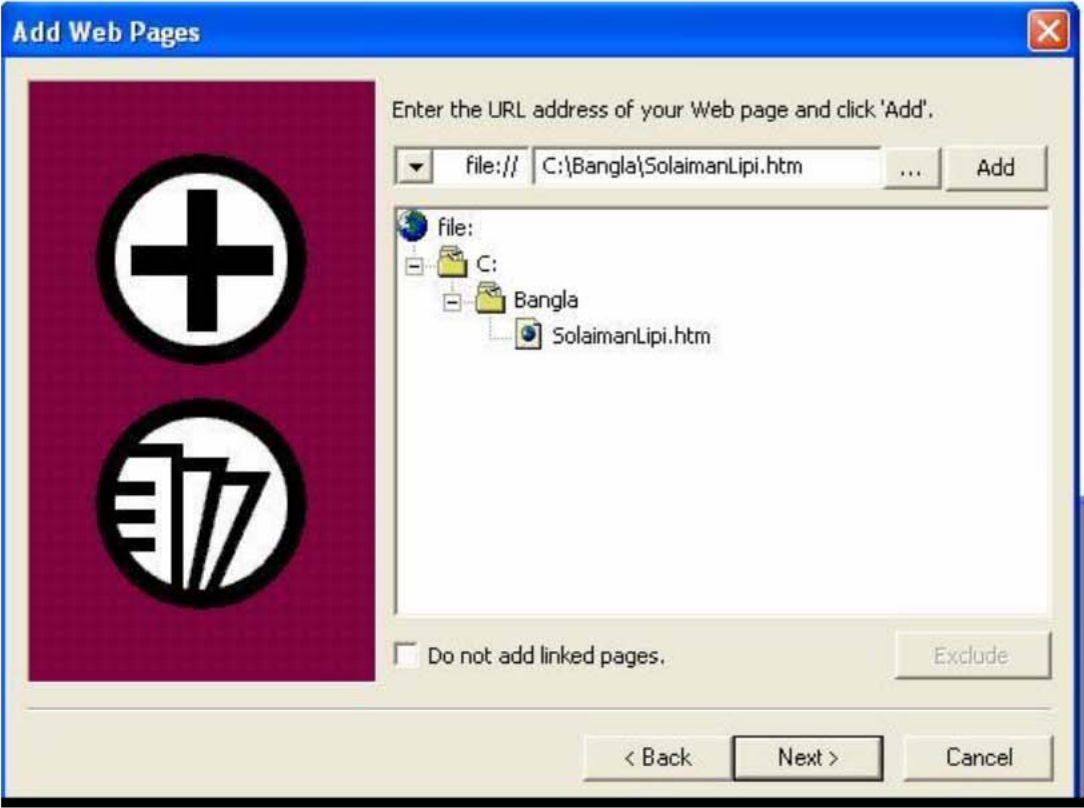 Add Web Pages
Enter the URL address of your Web page and click 'Add'.
file:// C:\Bangla\SolaimanLipi.htm ... Add
file:
C:
Bangla
SolaimanLipi.htm
Do not add linked pages. Exclude
< Back Next > Cancel